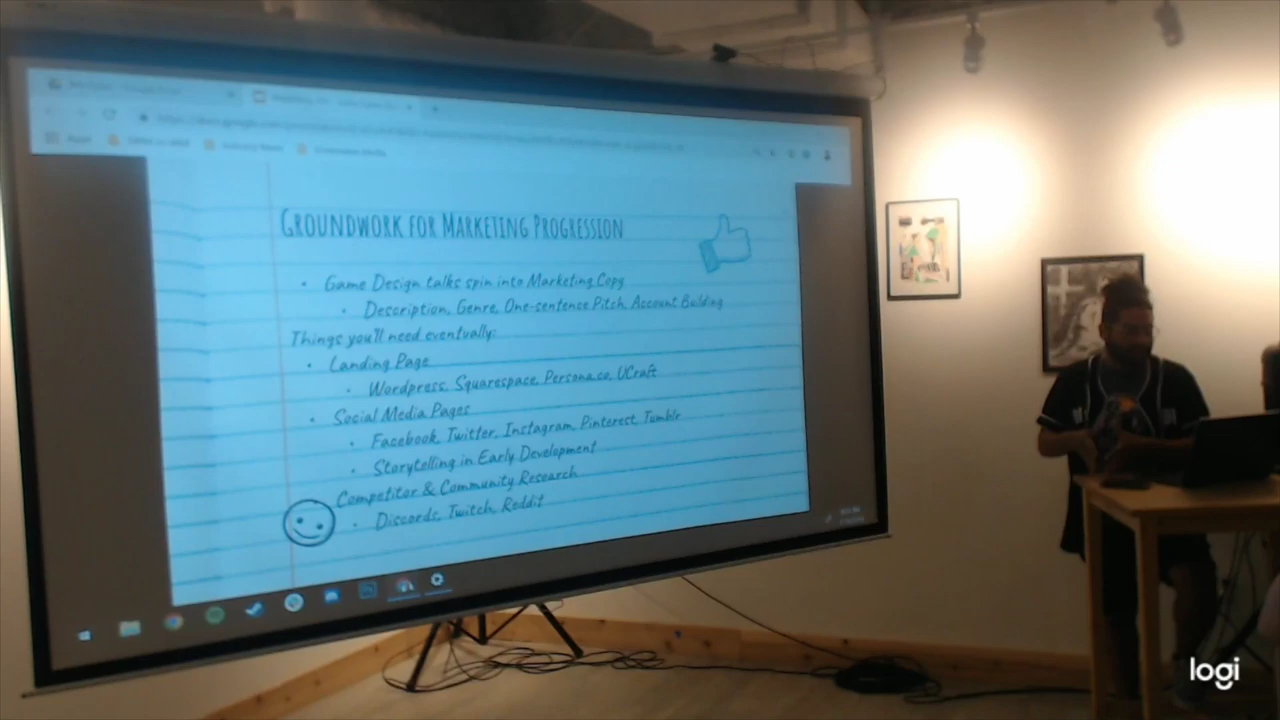 Apps
GROUNDWORK FOR MARKETING PROGRESSION
Game Design talks spin into Marketing Copy
Description, Genre, One-sentence Pitch, Account Building
Things you'll need eventually:
Landing Page
Wordpress, Squarespace, Persona.co, UCraft
Social Media Pages
Facebook, Twitter, Instagram, Pinterest, Tumblr
Storytelling in Early Development
Competitor & Community Research
Discords, Twitch, Reddit
logi